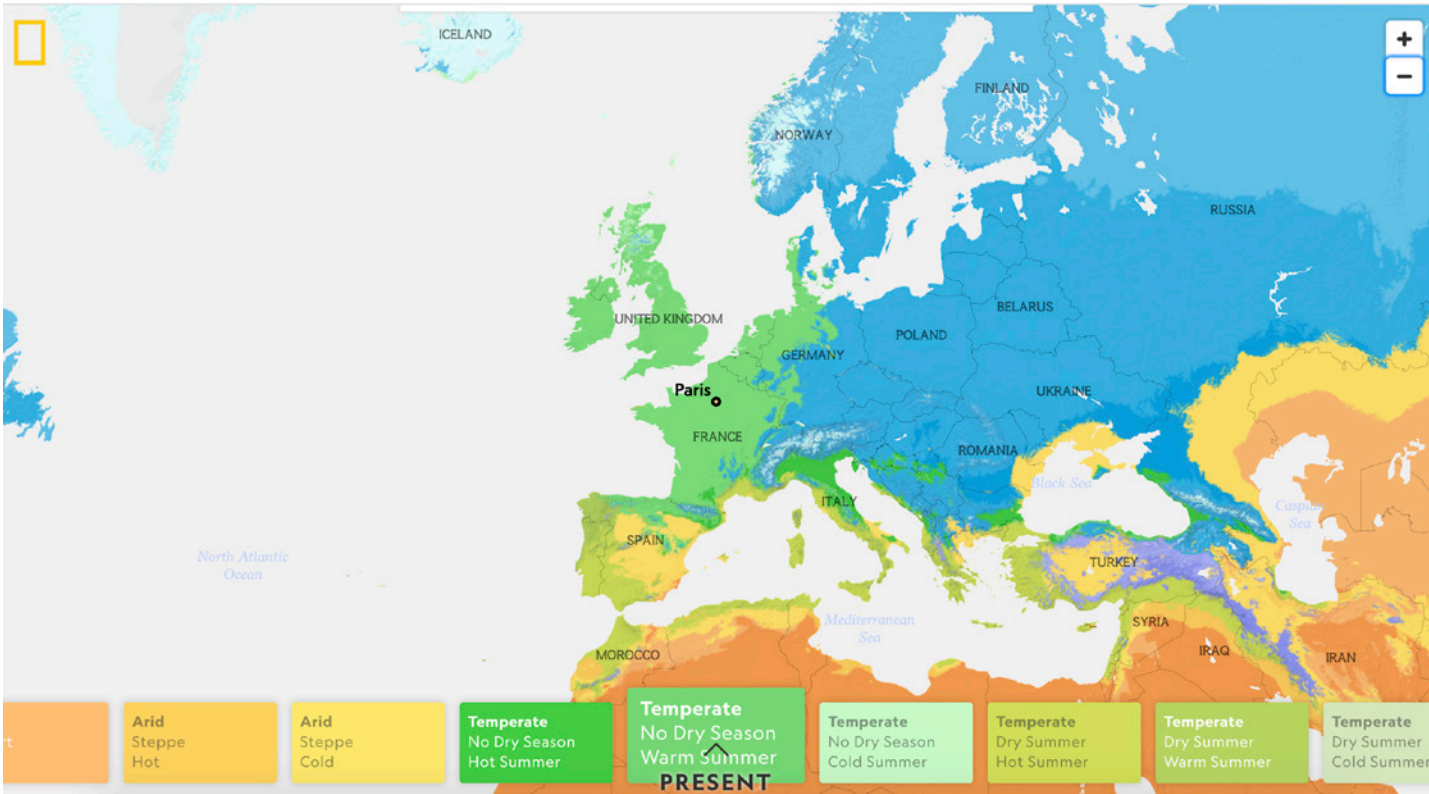 ICELAND
+
−
FINLAND
NORWAY
RUSSIA
UNITED KINGDOM
BELARUS
POLAND
GERMANY
Paris
UKRAINE
FRANCE
ROMANIA
Black Sea
ITALY
Caspian
Sea
SPAIN
North Atlantic
Ocean
TURKEY
Mediterranean
Sea
SYRIA
MOROCCO
IRAQ
IRAN
rt
Arid
Steppe
Hot
Arid
Steppe
Cold
Temperate
No Dry Season
Hot Summer
Temperate
No Dry Season
Warm Summer
Temperate
No Dry Season
Cold Summer
Temperate
Dry Summer
Hot Summer
Temperate
Dry Summer
Warm Summer
Temperate
Dry Summer
Cold Summer
PRESENT